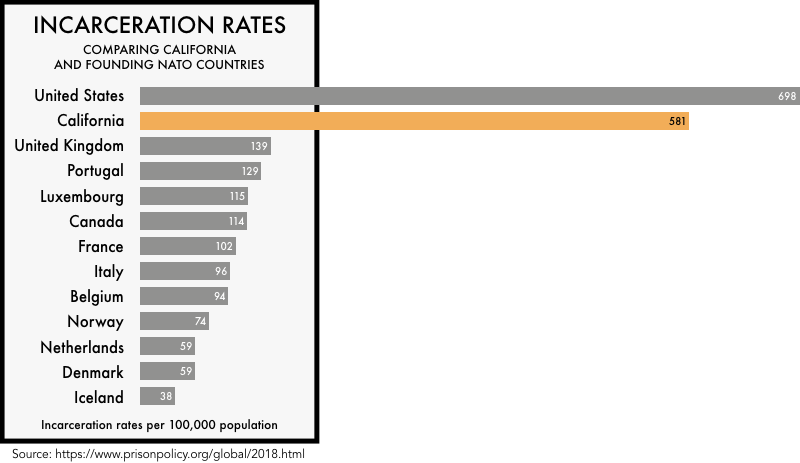 INCARCERATION RATES
COMPARING CALIFORNIA
AND FOUNDING NATO COUNTRIES
United States 698
California 581
United Kingdom 139
Portugal 129
Luxembourg 115
Canada 114
France 102
Italy 96
Belgium 94
Norway 74
Netherlands 59
Denmark 59
Iceland 38
Incarceration rates per 100,000 population
Source: https://www.prisonpolicy.org/global/2018.html